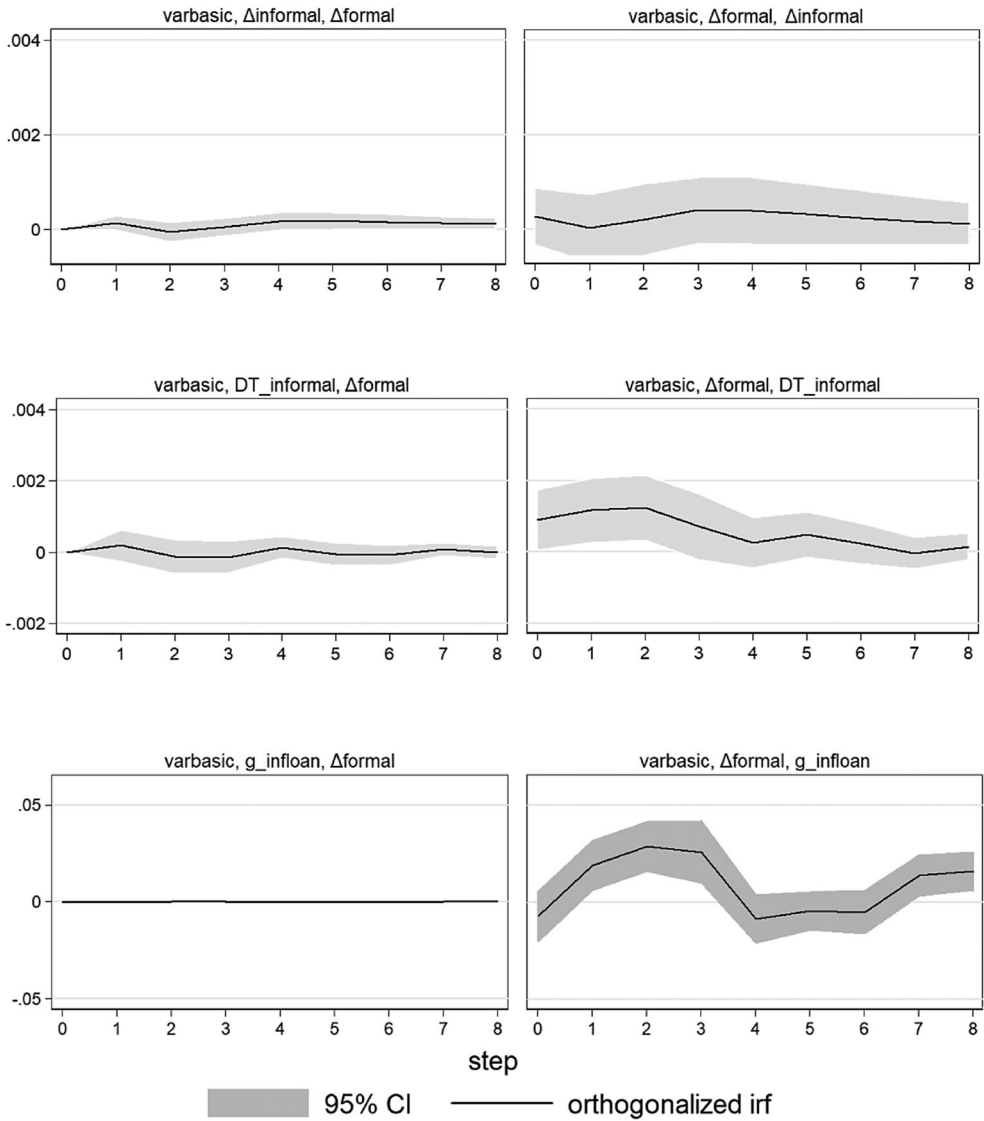 varbasic, Δinformal, Δformal
varbasic, Δformal, Δinformal
.004
.002
0
0 1 2 3 4 5 6 7 8
0 1 2 3 4 5 6 7 8
varbasic, DT_informal, Δformal
varbasic, Δformal, DT_informal
.004
.002
0
-.002
0 1 2 3 4 5 6 7 8
0 1 2 3 4 5 6 7 8
varbasic, g_infloan, Δformal
varbasic, Δformal, g_infloan
.05
0
-.05
0 1 2 3 4 5 6 7 8
0 1 2 3 4 5 6 7 8
step
95% CI orthogonalized irf